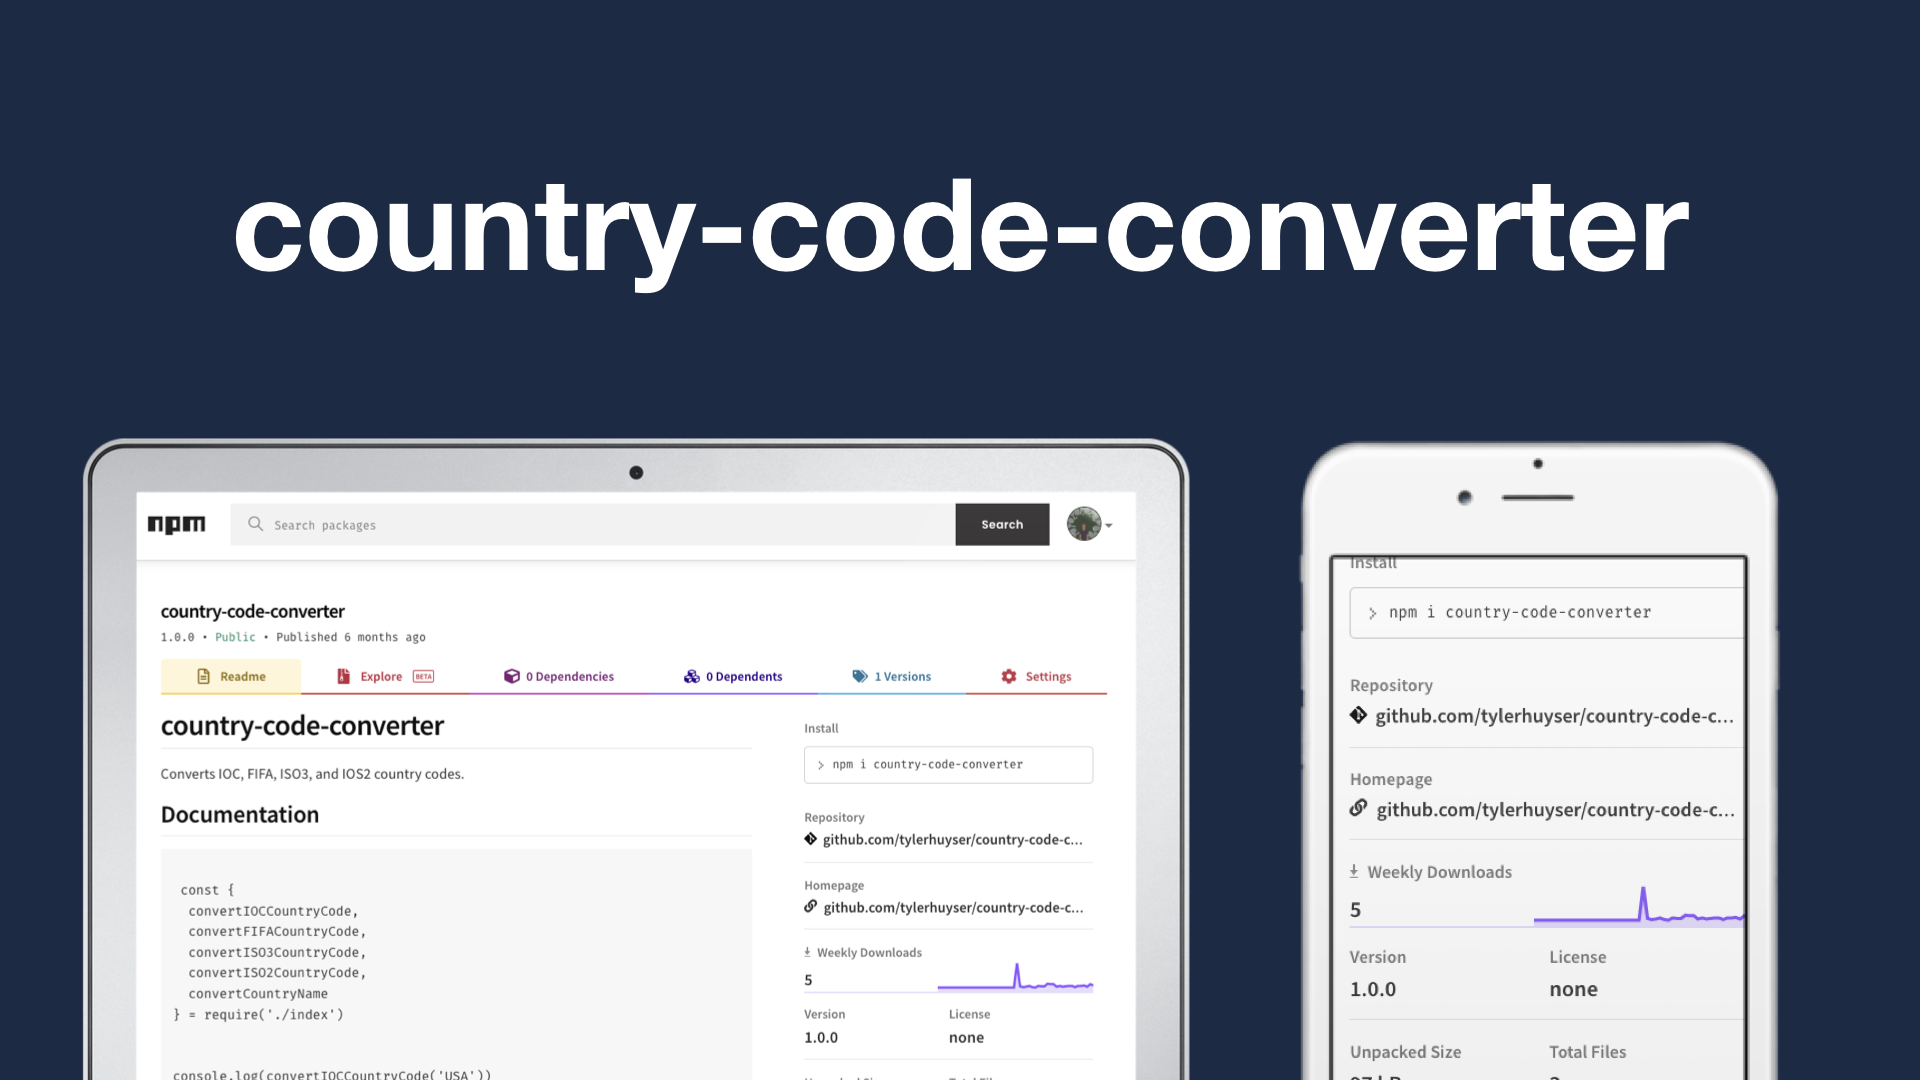 country-code-converter
npm
Search packages
Search
country-code-converter
1.0.0 • Public • Published 6 months ago
Readme
Explore BETA
0 Dependencies
0 Dependents
1 Versions
Settings
country-code-converter
Converts IOC, FIFA, ISO3, and IOS2 country codes.
Documentation
const {
convertIOCCountryCode,
convertFIFACountryCode,
convertISO3CountryCode,
convertISO2CountryCode,
convertCountryName
} = require('./index')
console.log(convertIOCCountryCode('USA'))
Install
> npm i country-code-converter
Repository
github.com/tylerhuyser/country-code-c...
Homepage
github.com/tylerhuyser/country-code-c...
Weekly Downloads
5
Version
License
1.0.0
none
Install
> npm i country-code-converter
Repository
github.com/tylerhuyser/country-code-c...
Homepage
github.com/tylerhuyser/country-code-c...
Weekly Downloads
5
Version
License
1.0.0
none
Unpacked Size
Total Files